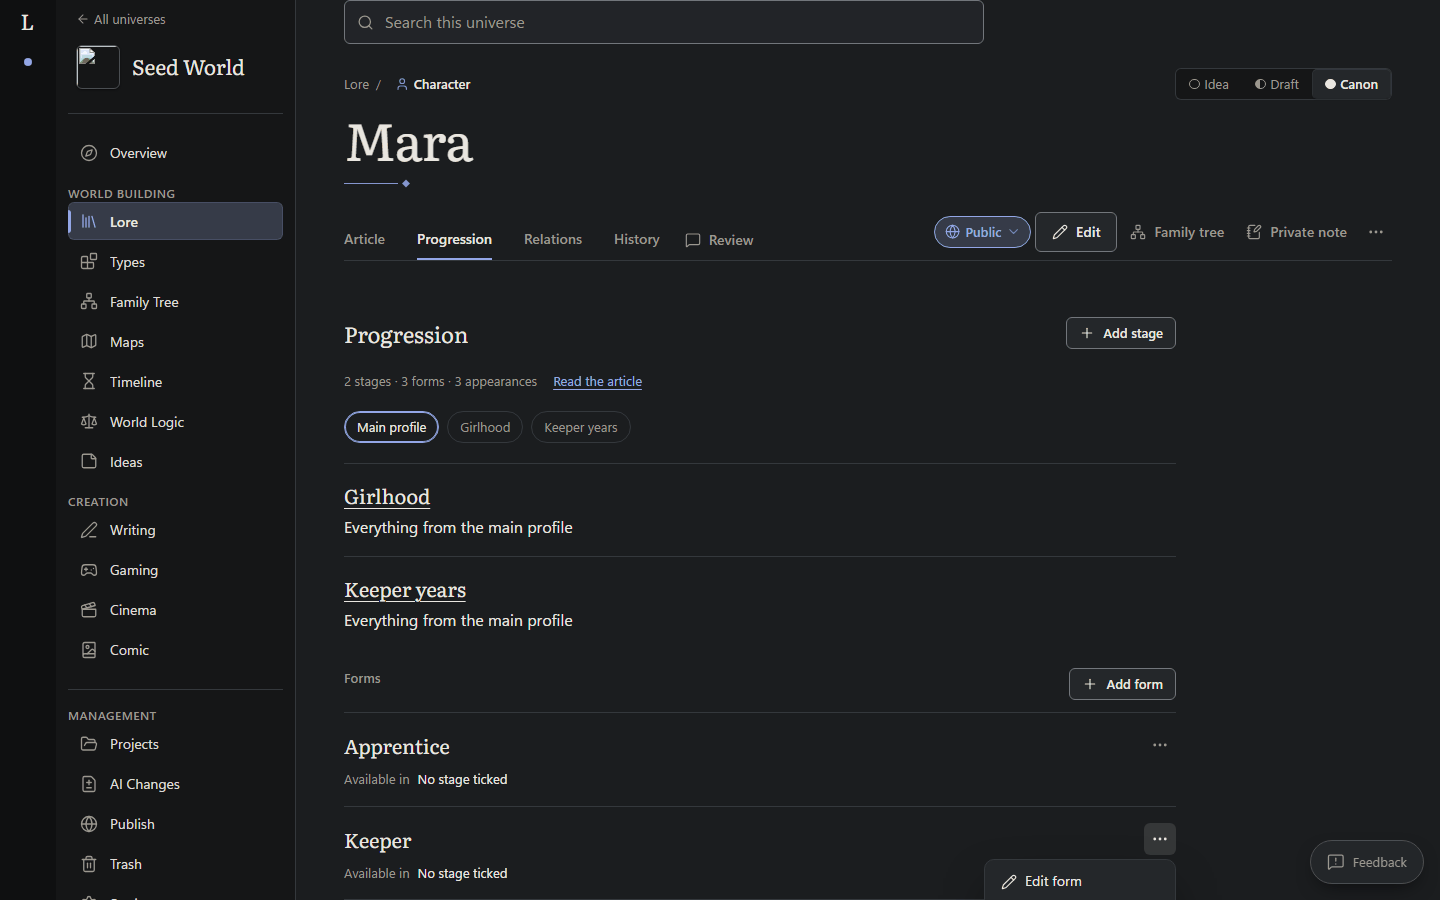 L
All universes
Seed World
Overview
WORLD BUILDING
Lore
Types
Family Tree
Maps
Timeline
World Logic
Ideas
CREATION
Writing
Gaming
Cinema
Comic
MANAGEMENT
Projects
AI Changes
Publish
Trash
Search this universe
Lore / Character
Idea Draft Canon
Mara
Article Progression Relations History Review
Public Edit Family tree Private note
Progression
Add stage
2 stages · 3 forms · 3 appearances Read the article
Main profile Girlhood Keeper years
Girlhood
Everything from the main profile
Keeper years
Everything from the main profile
Forms
Add form
Apprentice
Available in No stage ticked
Keeper
Available in No stage ticked
Edit form
Feedback